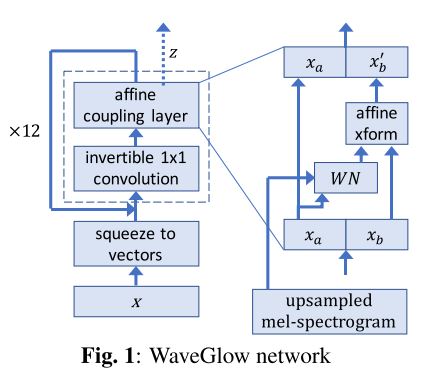 z
×12
affine
coupling layer
invertible 1x1
convolution
squeeze to
vectors
x
x_a
x_b′
affine
xform
WN
x_a
x_b
upsampled
mel-spectrogram
Fig. 1: WaveGlow network